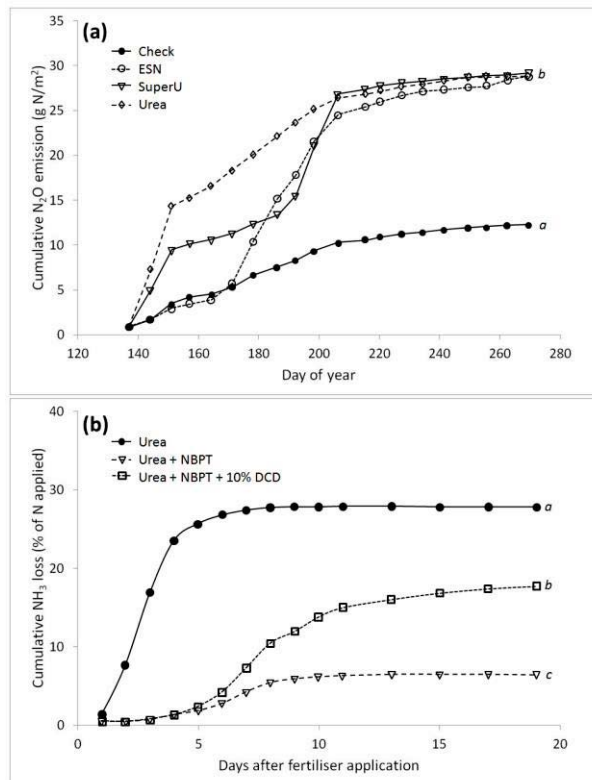 (a)
Check
ESN
SuperU
Urea
35
30
25
20
15
10
5
0
Cumulative N₂O emission (g N/m²)
b
a
120 140 160 180 200 220 240 260 280
Day of year
(b)
Urea
Urea + NBPT
Urea + NBPT + 10% DCD
40
30
20
10
0
Cumulative NH₃ loss (% of N applied)
a
b
c
0 5 10 15 20
Days after fertiliser application